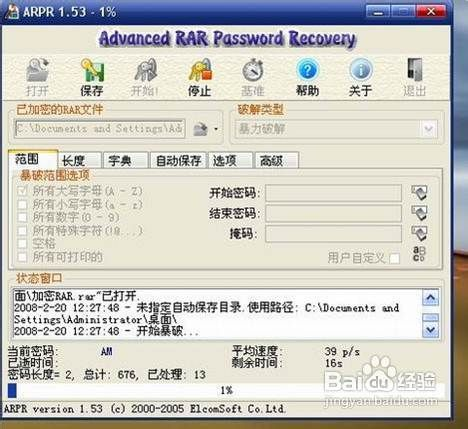 ARPR 1.53 - 1%
Advanced RAR Password Recovery
打开 保存 开始! 停止 基准 帮助 关于 退出
已加密的RAR文件 破解类型
C:\Documents and Settings\Ad 暴力破解
范围 长度 字典 自动保存 选项 高级
暴破范围选项
所有大写字母(A - Z) 开始密码:
所有小写字母(a - z)
所有数字(0 - 9) 结束密码:
所有特殊字符(!@...)
空格 掩码:
所有可打印的 用户自定义
状态窗口
面\加密RAR.rar"已打开.
2008-2-20 12:27:48 - 未指定自动保存目录.使用路径: C:\Documents and
Settings\Administrator\桌面\
2008-2-20 12:27:48 - 开始暴破...
当前密码: AM 平均速度: 39 p/s
已逝时间: 剩余时间: 16s
密码长度= 2, 总计: 676, 已处理: 13
1%
ARPR version 1.53 (c) 2000-2005 ElcomSoft Co.Ltd.
Baidu 经验
jingyan.baidu.com